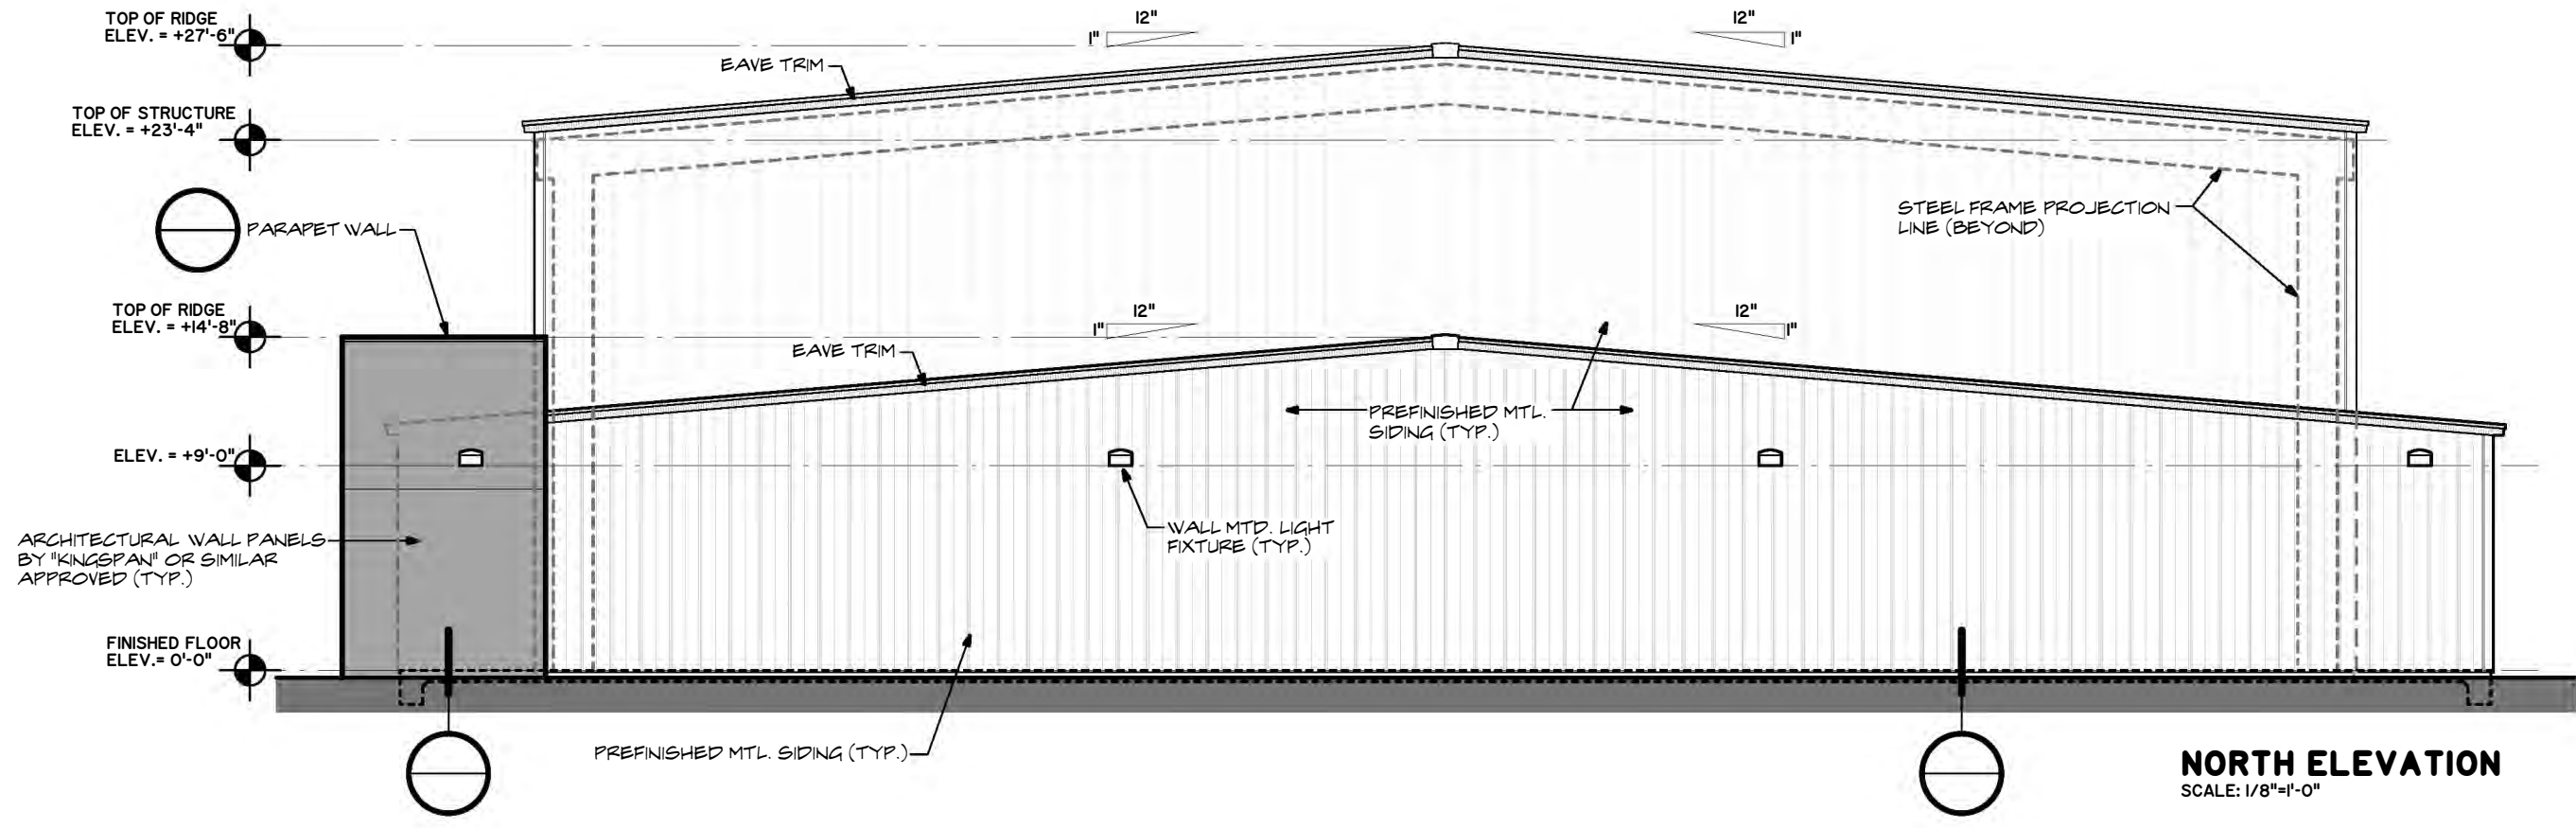 TOP OF RIDGE
ELEV. = +27'-6"
12"
1"
12"
1"
EAVE TRIM
TOP OF STRUCTURE
ELEV. = +23'-4"
STEEL FRAME PROJECTION
LINE (BEYOND)
PARAPET WALL
TOP OF RIDGE
ELEV. = +14'-8"
12"
1"
12"
1"
EAVE TRIM
PREFINISHED MTL.
SIDING (TYP.)
ELEV. = +9'-0"
WALL MTD. LIGHT
FIXTURE (TYP.)
ARCHITECTURAL WALL PANELS
BY "KINGSPAN" OR SIMILAR
APPROVED (TYP.)
FINISHED FLOOR
ELEV.= 0'-0"
PREFINISHED MTL. SIDING (TYP.)
NORTH ELEVATION
SCALE: 1/8"=1'-0"